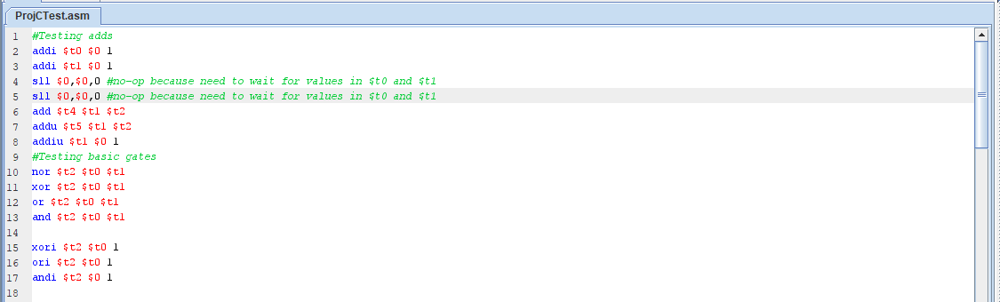 ProjCTest.asm
1 #Testing adds
2 addi $t0 $0 1
3 addi $t1 $0 1
4 sll $0,$0,0 #no-op because need to wait for values in $t0 and $t1
5 sll $0,$0,0 #no-op because need to wait for values in $t0 and $t1
6 add $t4 $t1 $t2
7 addu $t5 $t1 $t2
8 addiu $t1 $0 1
9 #Testing basic gates
10 nor $t2 $t0 $t1
11 xor $t2 $t0 $t1
12 or $t2 $t0 $t1
13 and $t2 $t0 $t1
14
15 xori $t2 $t0 1
16 ori $t2 $t0 1
17 andi $t2 $0 1
18